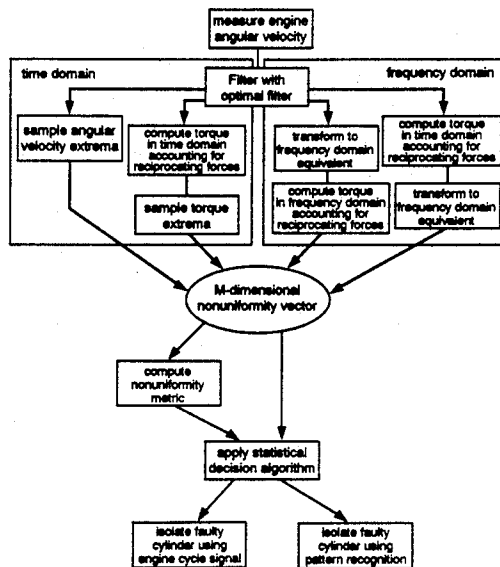 measure engine
angular velocity
time domain
frequency domain
Filter with
optimal filter
sample angular
velocity extrema
compute torque
in time domain
accounting for
reciprocating forces
sample torque
extrema
transform to
frequency domain
equivalent
compute torque
in frequency domain
accounting for
reciprocating forces
compute torque
in time domain
accounting for
reciprocating forces
transform to
frequency domain
equivalent
M-dimensional
nonuniformity
vector
compute
nonuniformity
metric
apply statistical
decision algorithm
isolate faulty
cylinder using
engine cycle signal
isolate faulty
cylinder using
pattern recognition